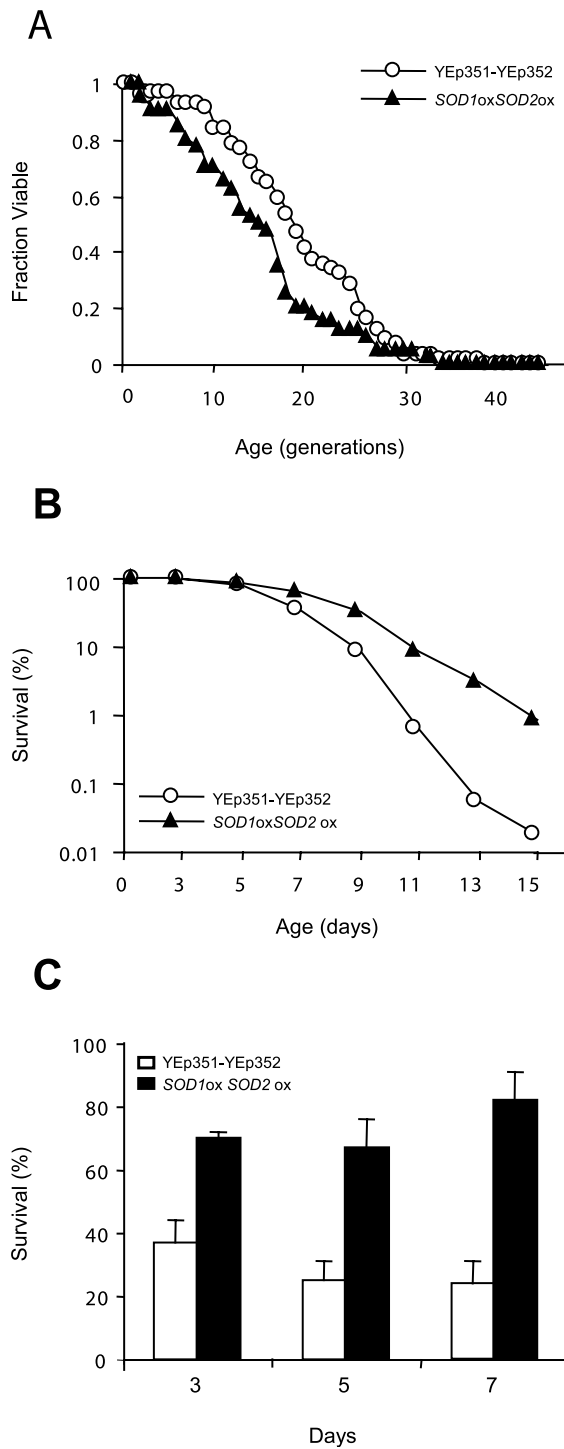 A
YEp351-YEp352
SOD1oxSOD2ox
1
0.8
0.6
0.4
0.2
0
Fraction Viable
0 10 20 30 40
Age (generations)
B
100
10
1
0.1
0.01
Survival (%)
YEp351-YEp352
SOD1oxSOD2 ox
0 3 5 7 9 11 13 15
Age (days)
C
100
80
60
40
20
0
Survival (%)
YEp351-YEp352
SOD1ox SOD2 ox
3 5 7
Days